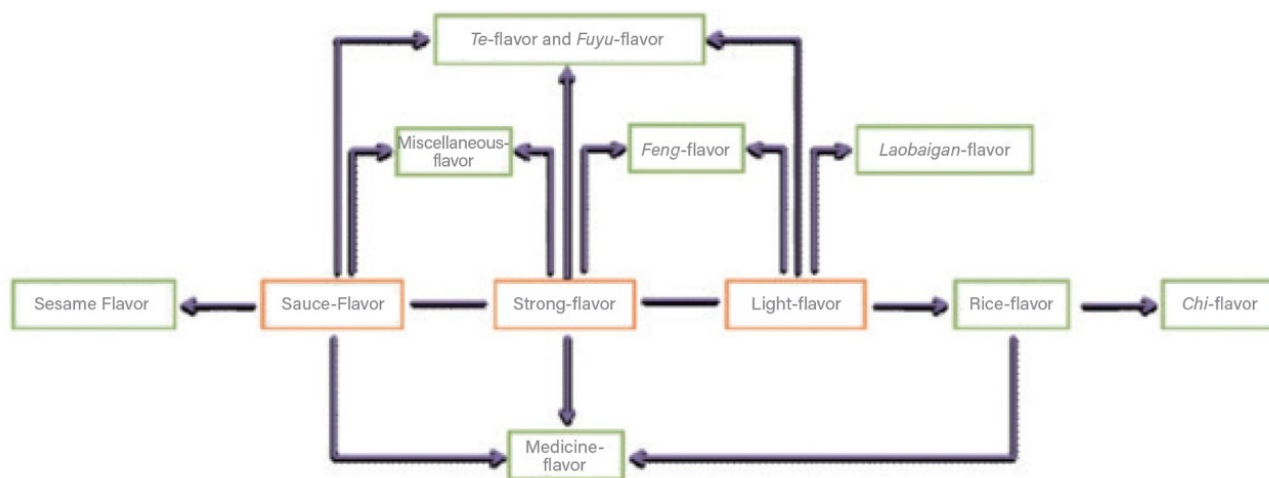 Te-flavor and Fuyu-flavor
Miscellaneous-
flavor
Feng-flavor
Laobaigan-flavor
Sesame Flavor
Sauce-Flavor
Strong-flavor
Light-flavor
Rice-flavor
Chi-flavor
Medicine-
flavor